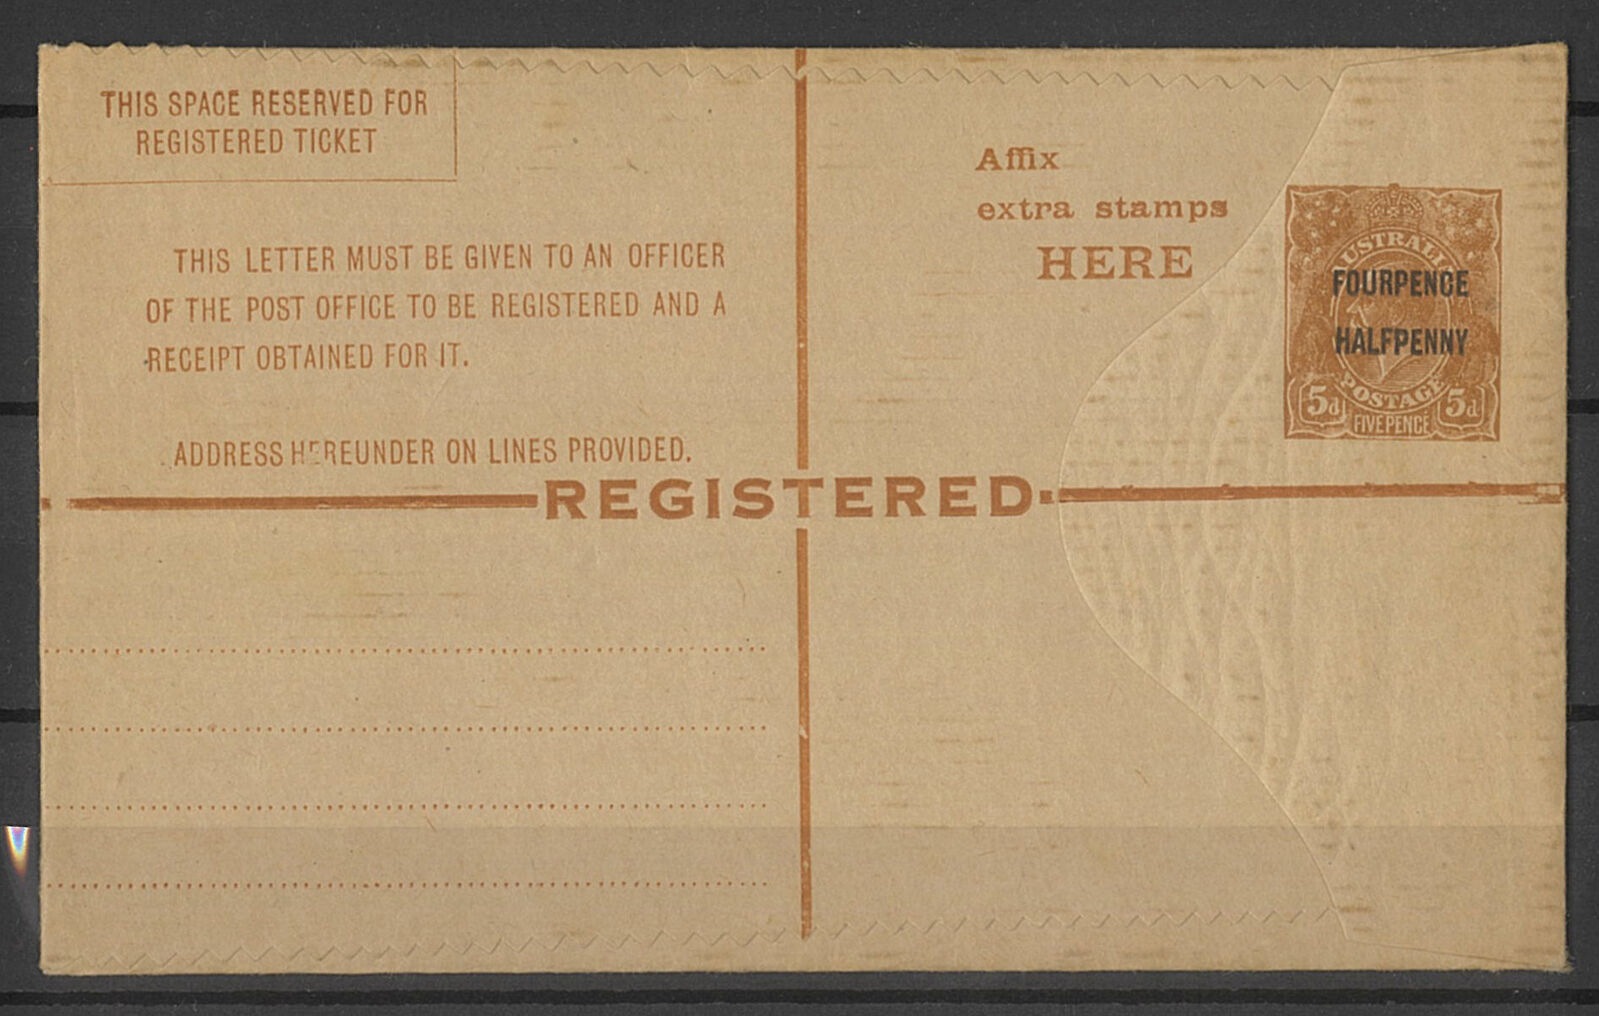 THIS SPACE RESERVED FOR
REGISTERED TICKET
THIS LETTER MUST BE GIVEN TO AN OFFICER
OF THE POST OFFICE TO BE REGISTERED AND A
RECEIPT OBTAINED FOR IT.
ADDRESS HEREUNDER ON LINES PROVIDED.
Affix
extra stamps
HERE
AUSTRALIA
FOURPENCE
HALFPENNY
POSTAGE
5d 5d
FIVE PENCE
REGISTERED